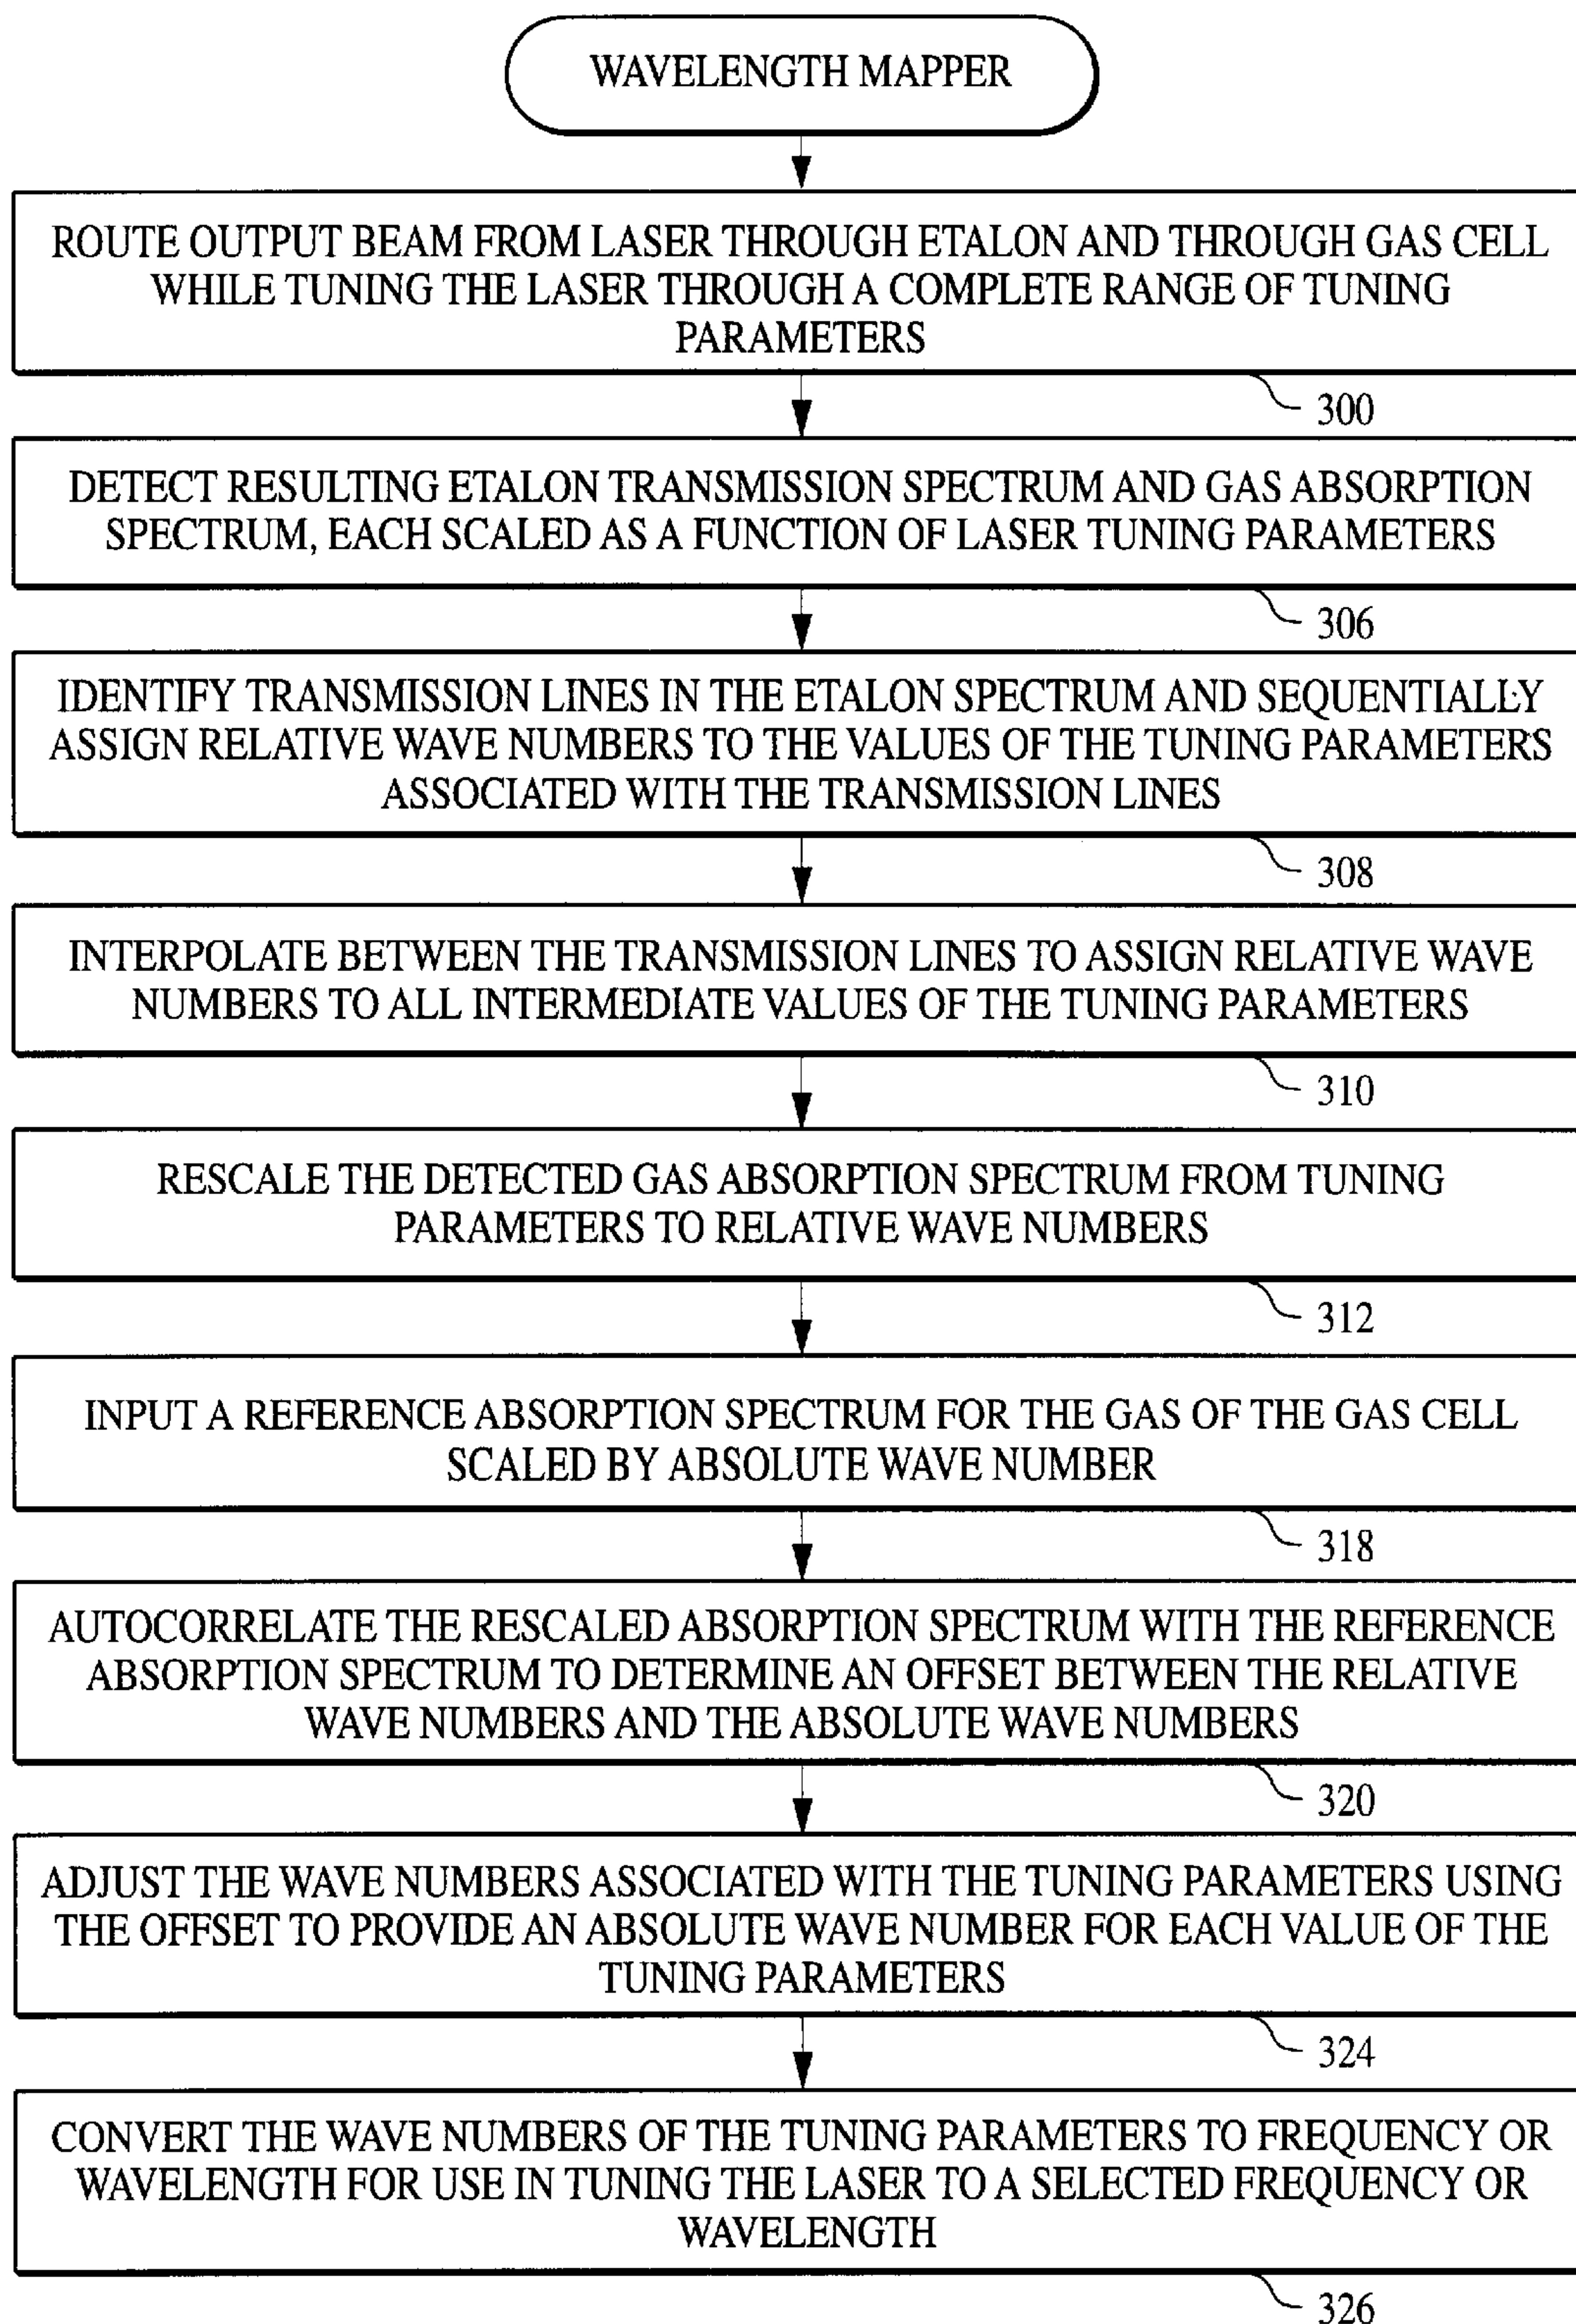 WAVELENGTH MAPPER
ROUTE OUTPUT BEAM FROM LASER THROUGH ETALON AND THROUGH GAS CELL
WHILE TUNING THE LASER THROUGH A COMPLETE RANGE OF TUNING
PARAMETERS
300
DETECT RESULTING ETALON TRANSMISSION SPECTRUM AND GAS ABSORPTION
SPECTRUM, EACH SCALED AS A FUNCTION OF LASER TUNING PARAMETERS
306
IDENTIFY TRANSMISSION LINES IN THE ETALON SPECTRUM AND SEQUENTIALLY
ASSIGN RELATIVE WAVE NUMBERS TO THE VALUES OF THE TUNING PARAMETERS
ASSOCIATED WITH THE TRANSMISSION LINES
308
INTERPOLATE BETWEEN THE TRANSMISSION LINES TO ASSIGN RELATIVE WAVE
NUMBERS TO ALL INTERMEDIATE VALUES OF THE TUNING PARAMETERS
310
RESCALE THE DETECTED GAS ABSORPTION SPECTRUM FROM TUNING
PARAMETERS TO RELATIVE WAVE NUMBERS
312
INPUT A REFERENCE ABSORPTION SPECTRUM FOR THE GAS OF THE GAS CELL
SCALED BY ABSOLUTE WAVE NUMBER
318
AUTOCORRELATE THE RESCALED ABSORPTION SPECTRUM WITH THE REFERENCE
ABSORPTION SPECTRUM TO DETERMINE AN OFFSET BETWEEN THE RELATIVE
WAVE NUMBERS AND THE ABSOLUTE WAVE NUMBERS
320
ADJUST THE WAVE NUMBERS ASSOCIATED WITH THE TUNING PARAMETERS USING
THE OFFSET TO PROVIDE AN ABSOLUTE WAVE NUMBER FOR EACH VALUE OF THE
TUNING PARAMETERS
324
CONVERT THE WAVE NUMBERS OF THE TUNING PARAMETERS TO FREQUENCY OR
WAVELENGTH FOR USE IN TUNING THE LASER TO A SELECTED FREQUENCY OR
WAVELENGTH
326